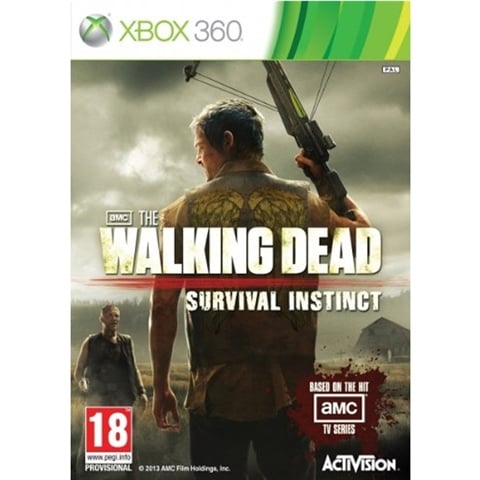 XBOX 360
PAL
AMC THE
WALKING DEAD
SURVIVAL INSTINCT
BASED ON THE HIT
amc
TV SERIES
18
www.pegi.info
PROVISIONAL
© 2013 AMC Film Holdings, Inc.
ACTIVISION